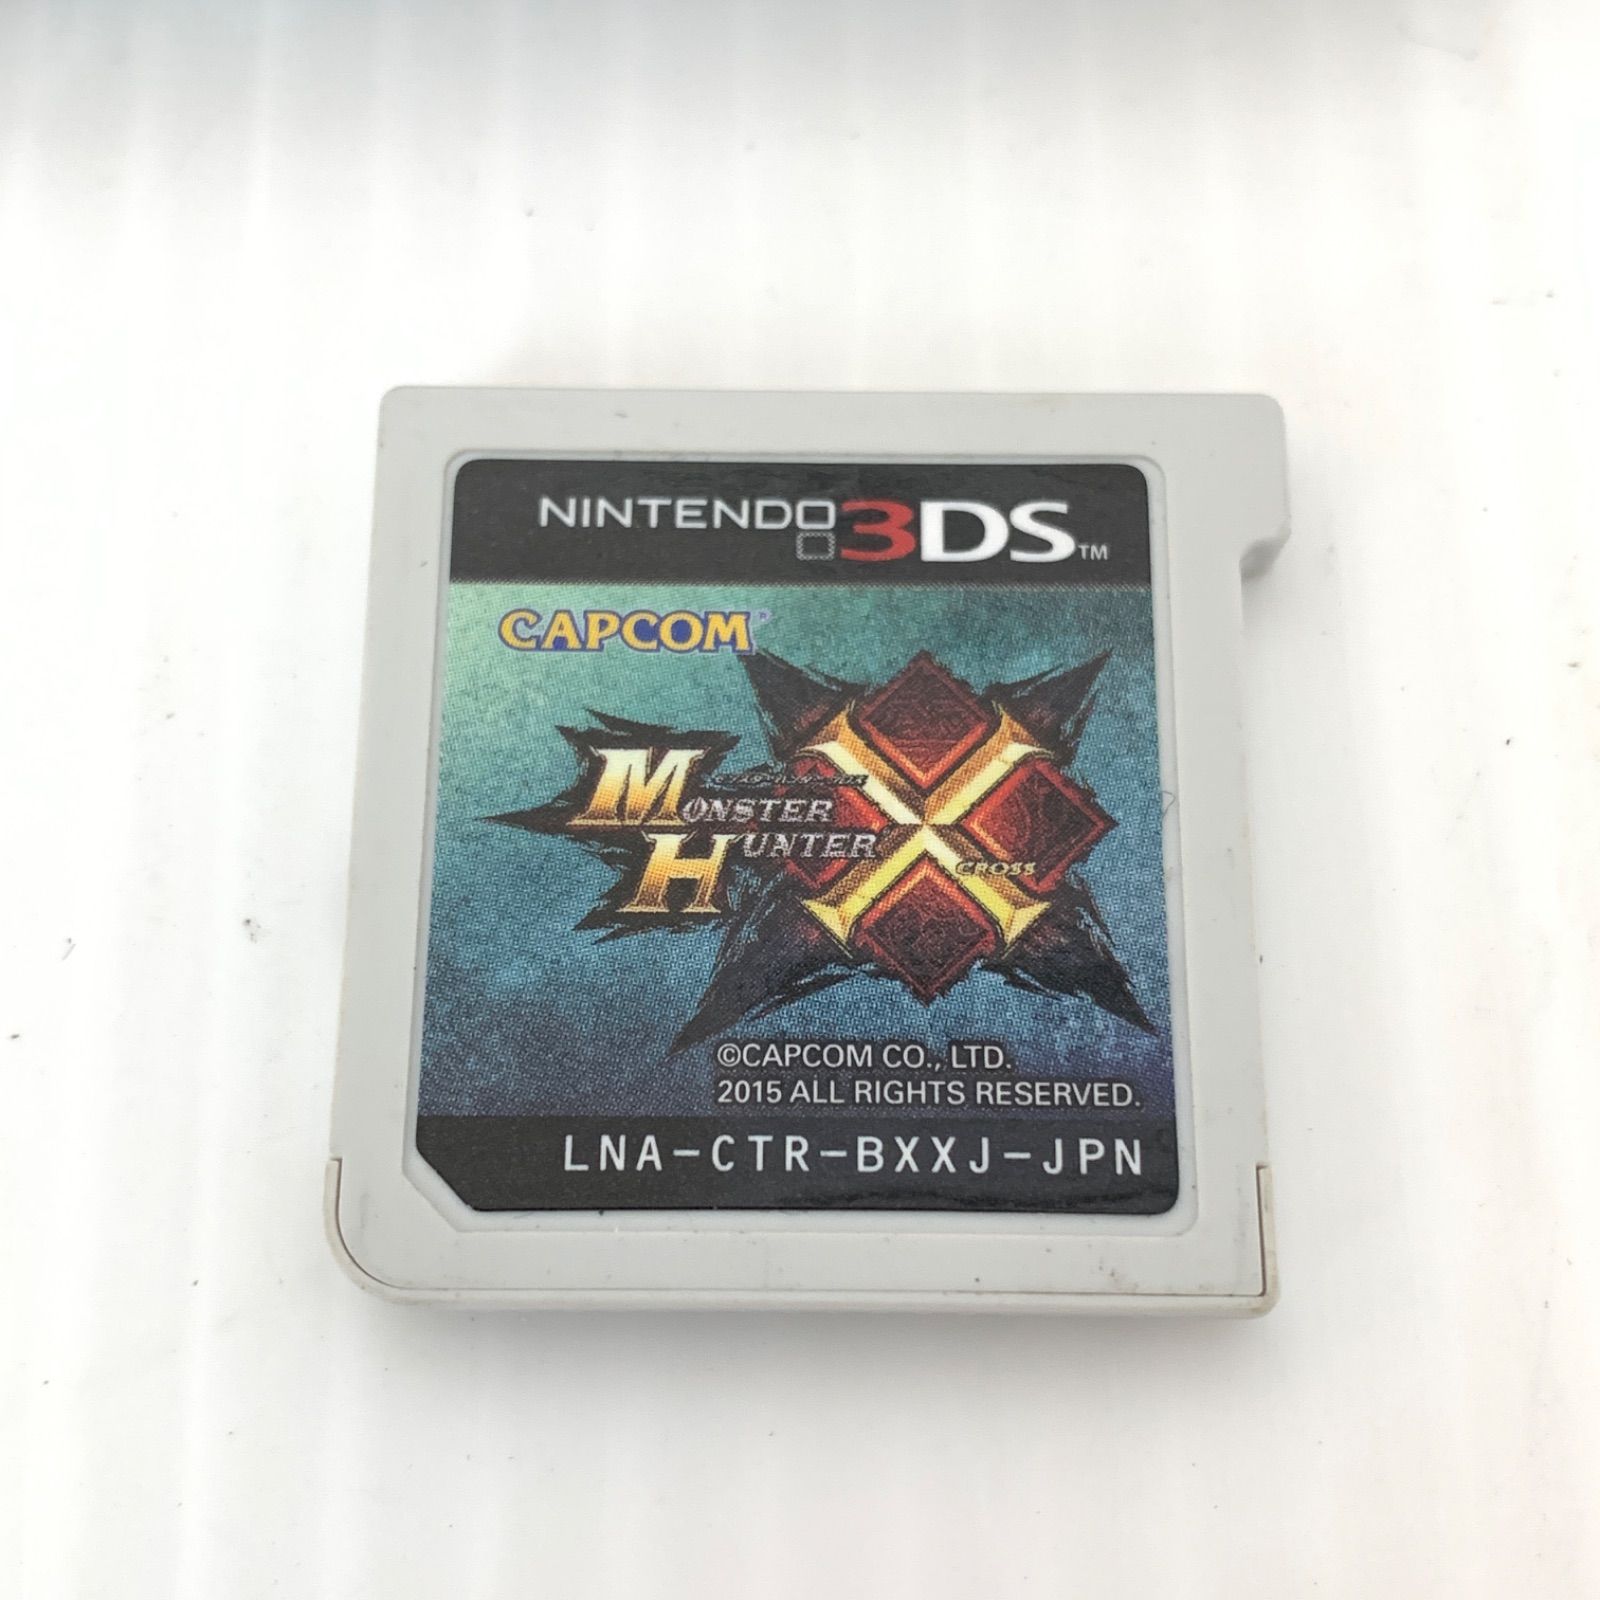 NINTENDO 3DS™
CAPCOM®
MONSTER
HUNTER X
CROSS
©CAPCOM CO., LTD.
2015 ALL RIGHTS RESERVED.
LNA-CTR-BXXJ-JPN